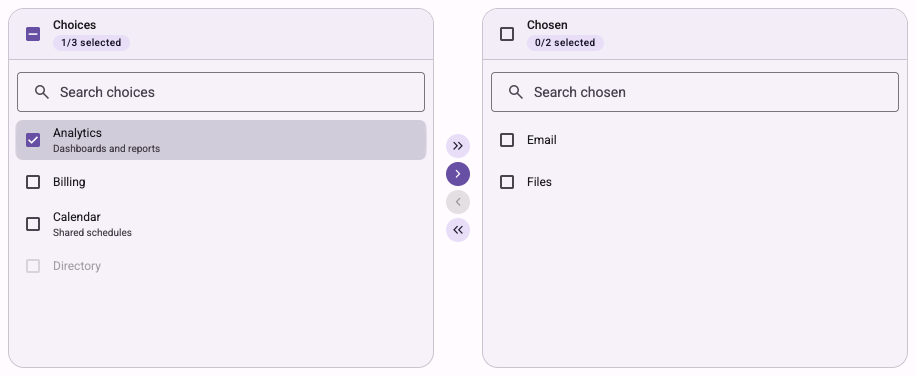 Choices
1/3 selected
Search choices
Analytics
Dashboards and reports
Billing
Calendar
Shared schedules
Directory
Chosen
0/2 selected
Search chosen
Email
Files